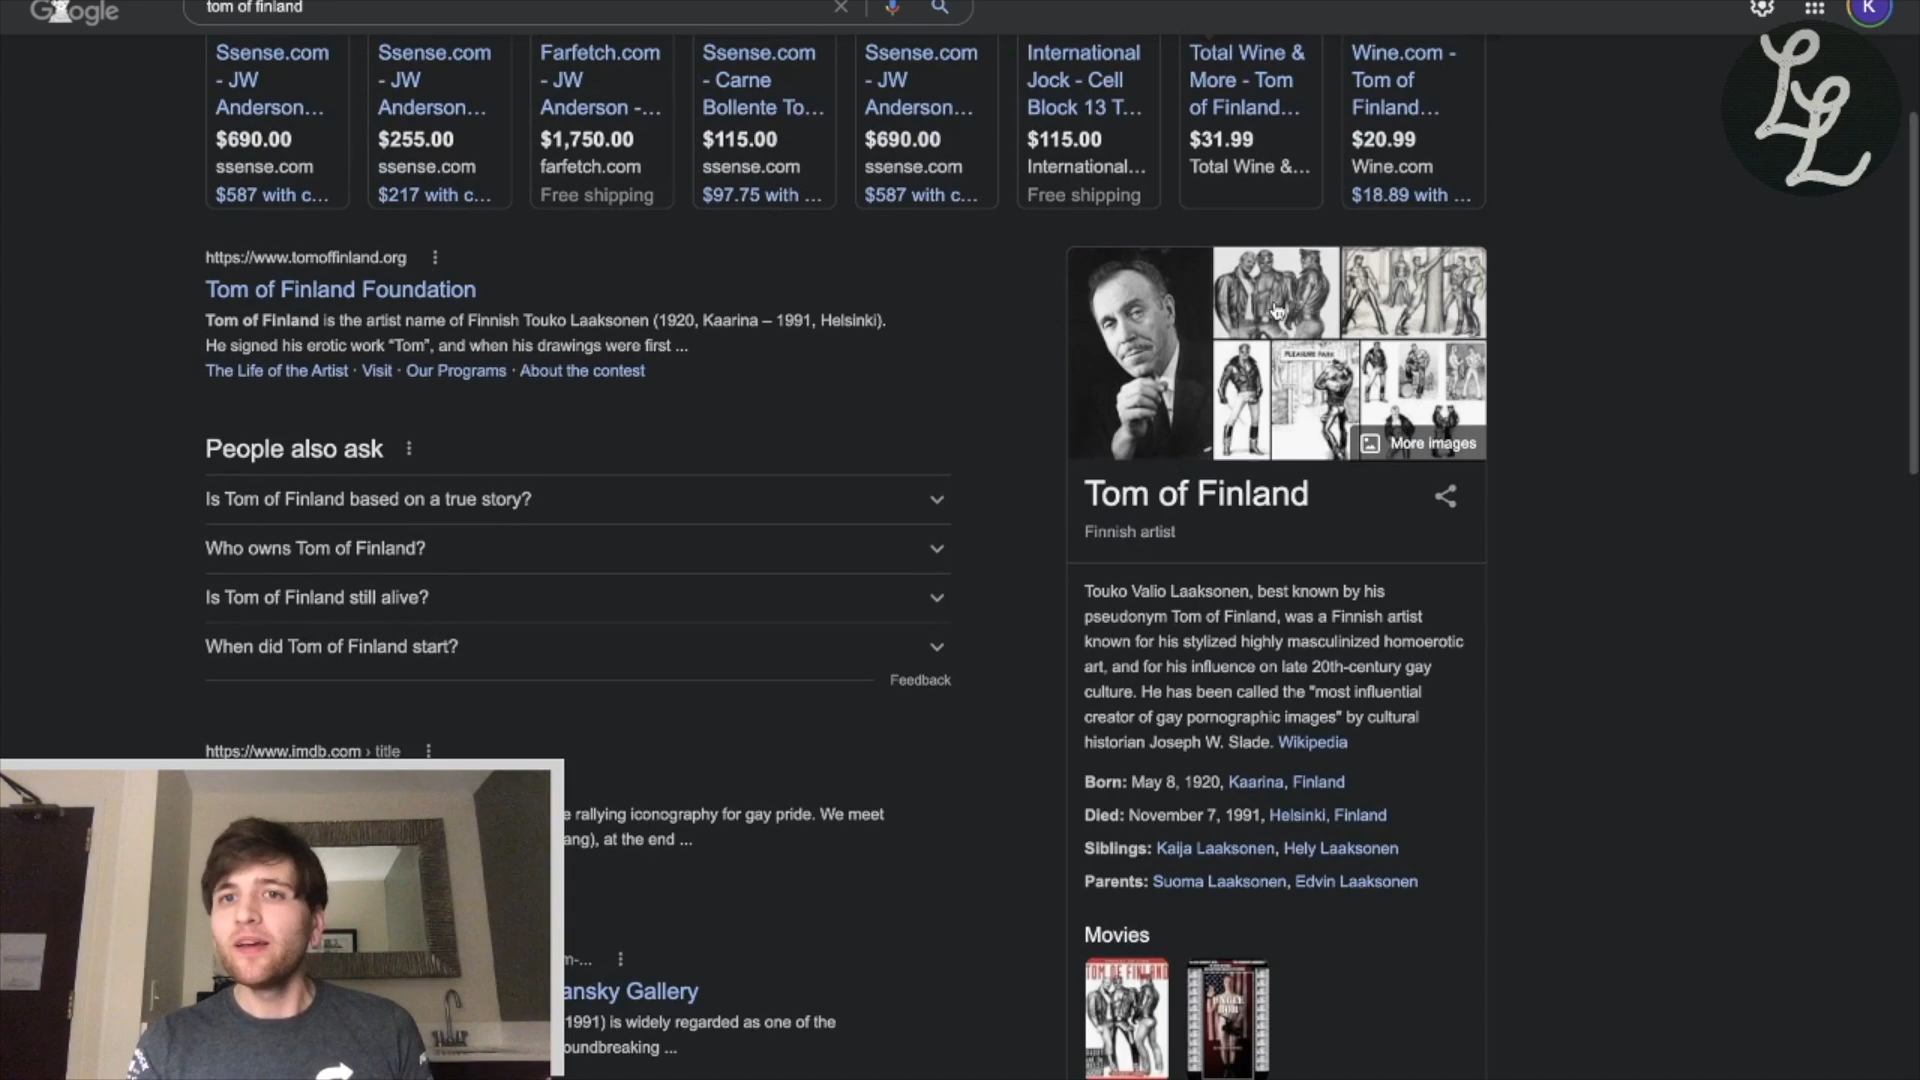 Google
tom of finland
K
LYL
Ssense.com
- JW
Anderson...
$690.00
ssense.com
$587 with c...
Ssense.com
- JW
Anderson...
$255.00
ssense.com
$217 with c...
Farfetch.com
- JW
Anderson -...
$1,750.00
farfetch.com
Free shipping
Ssense.com
- Carne
Bollente To...
$115.00
ssense.com
$97.75 with ...
Ssense.com
- JW
Anderson...
$690.00
ssense.com
$587 with c...
International
Jock - Cell
Block 13 T...
$115.00
International...
Free shipping
Total Wine &
More - Tom
of Finland...
$31.99
Total Wine &...
Wine.com -
Tom of
Finland...
$20.99
Wine.com
$18.89 with ...
https://www.tomoffinland.org
Tom of Finland Foundation
Tom of Finland is the artist name of Finnish Touko Laaksonen (1920, Kaarina – 1991, Helsinki).
He signed his erotic work “Tom”, and when his drawings were first ...
The Life of the Artist · Visit · Our Programs · About the contest
People also ask
Is Tom of Finland based on a true story?
Who owns Tom of Finland?
Is Tom of Finland still alive?
When did Tom of Finland start?
Feedback
https://www.imdb.com › title
e rallying iconography for gay pride. We meet
ang), at the end ...
m-...
ansky Gallery
1991) is widely regarded as one of the
oundbreaking ...
PLEASURE PARK
More images
Tom of Finland
Finnish artist
Touko Valio Laaksonen, best known by his
pseudonym Tom of Finland, was a Finnish artist
known for his stylized highly masculinized homoerotic
art, and for his influence on late 20th-century gay
culture. He has been called the "most influential
creator of gay pornographic images" by cultural
historian Joseph W. Slade. Wikipedia
Born: May 8, 1920, Kaarina, Finland
Died: November 7, 1991, Helsinki, Finland
Siblings: Kaija Laaksonen, Hely Laaksonen
Parents: Suoma Laaksonen, Edvin Laaksonen
Movies
TOM OF FINLAND